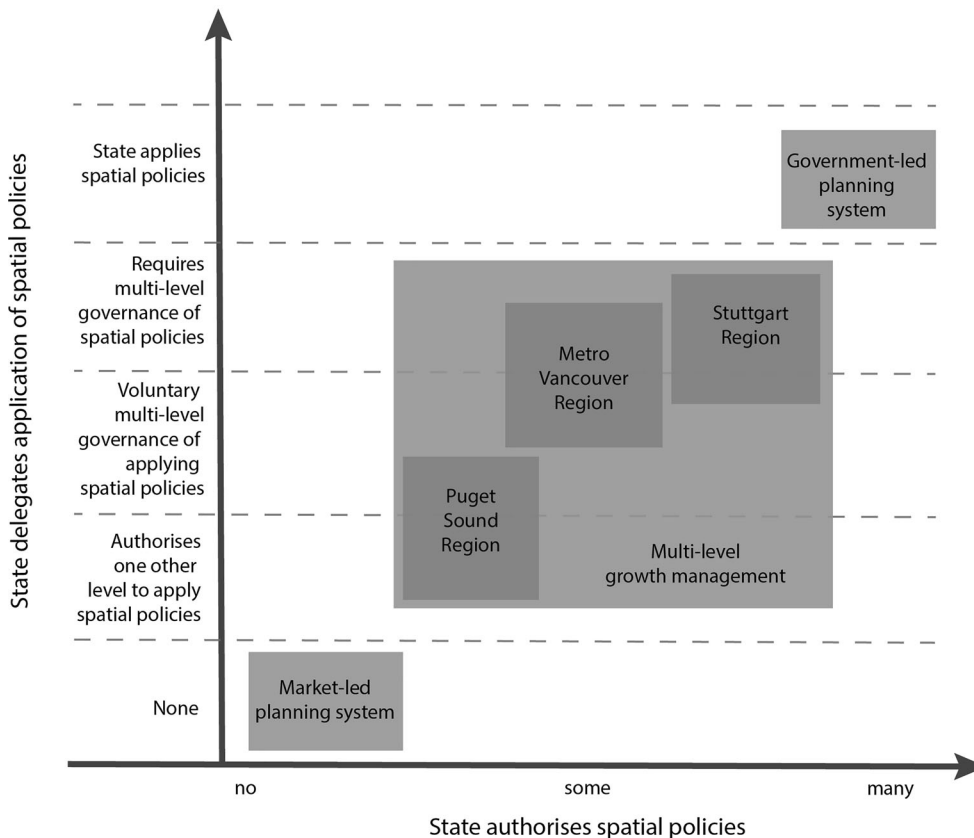 State delegates application of spatial policies
State applies
spatial policies
Government-led
planning
system
Requires
multi-level
governance of
spatial policies
Stuttgart
Region
Metro
Vancouver
Region
Voluntary
multi-level
governance of
applying
spatial policies
Puget
Sound
Region
Authorises
one other
level to apply
spatial policies
Multi-level
growth management
None
Market-led
planning system
no
some
many
State authorises spatial policies